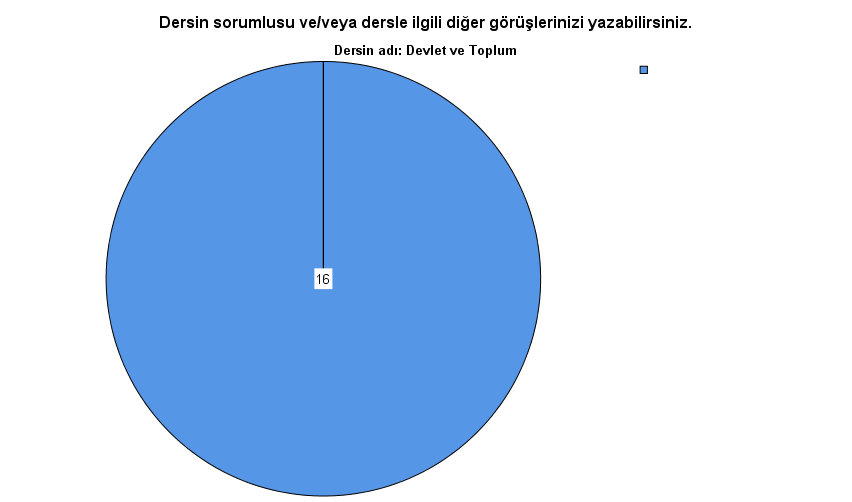 Dersin sorumlusu ve/veya dersle ilgili diğer görüşlerinizi yazabilirsiniz.
Dersin adı: Devlet ve Toplum
16